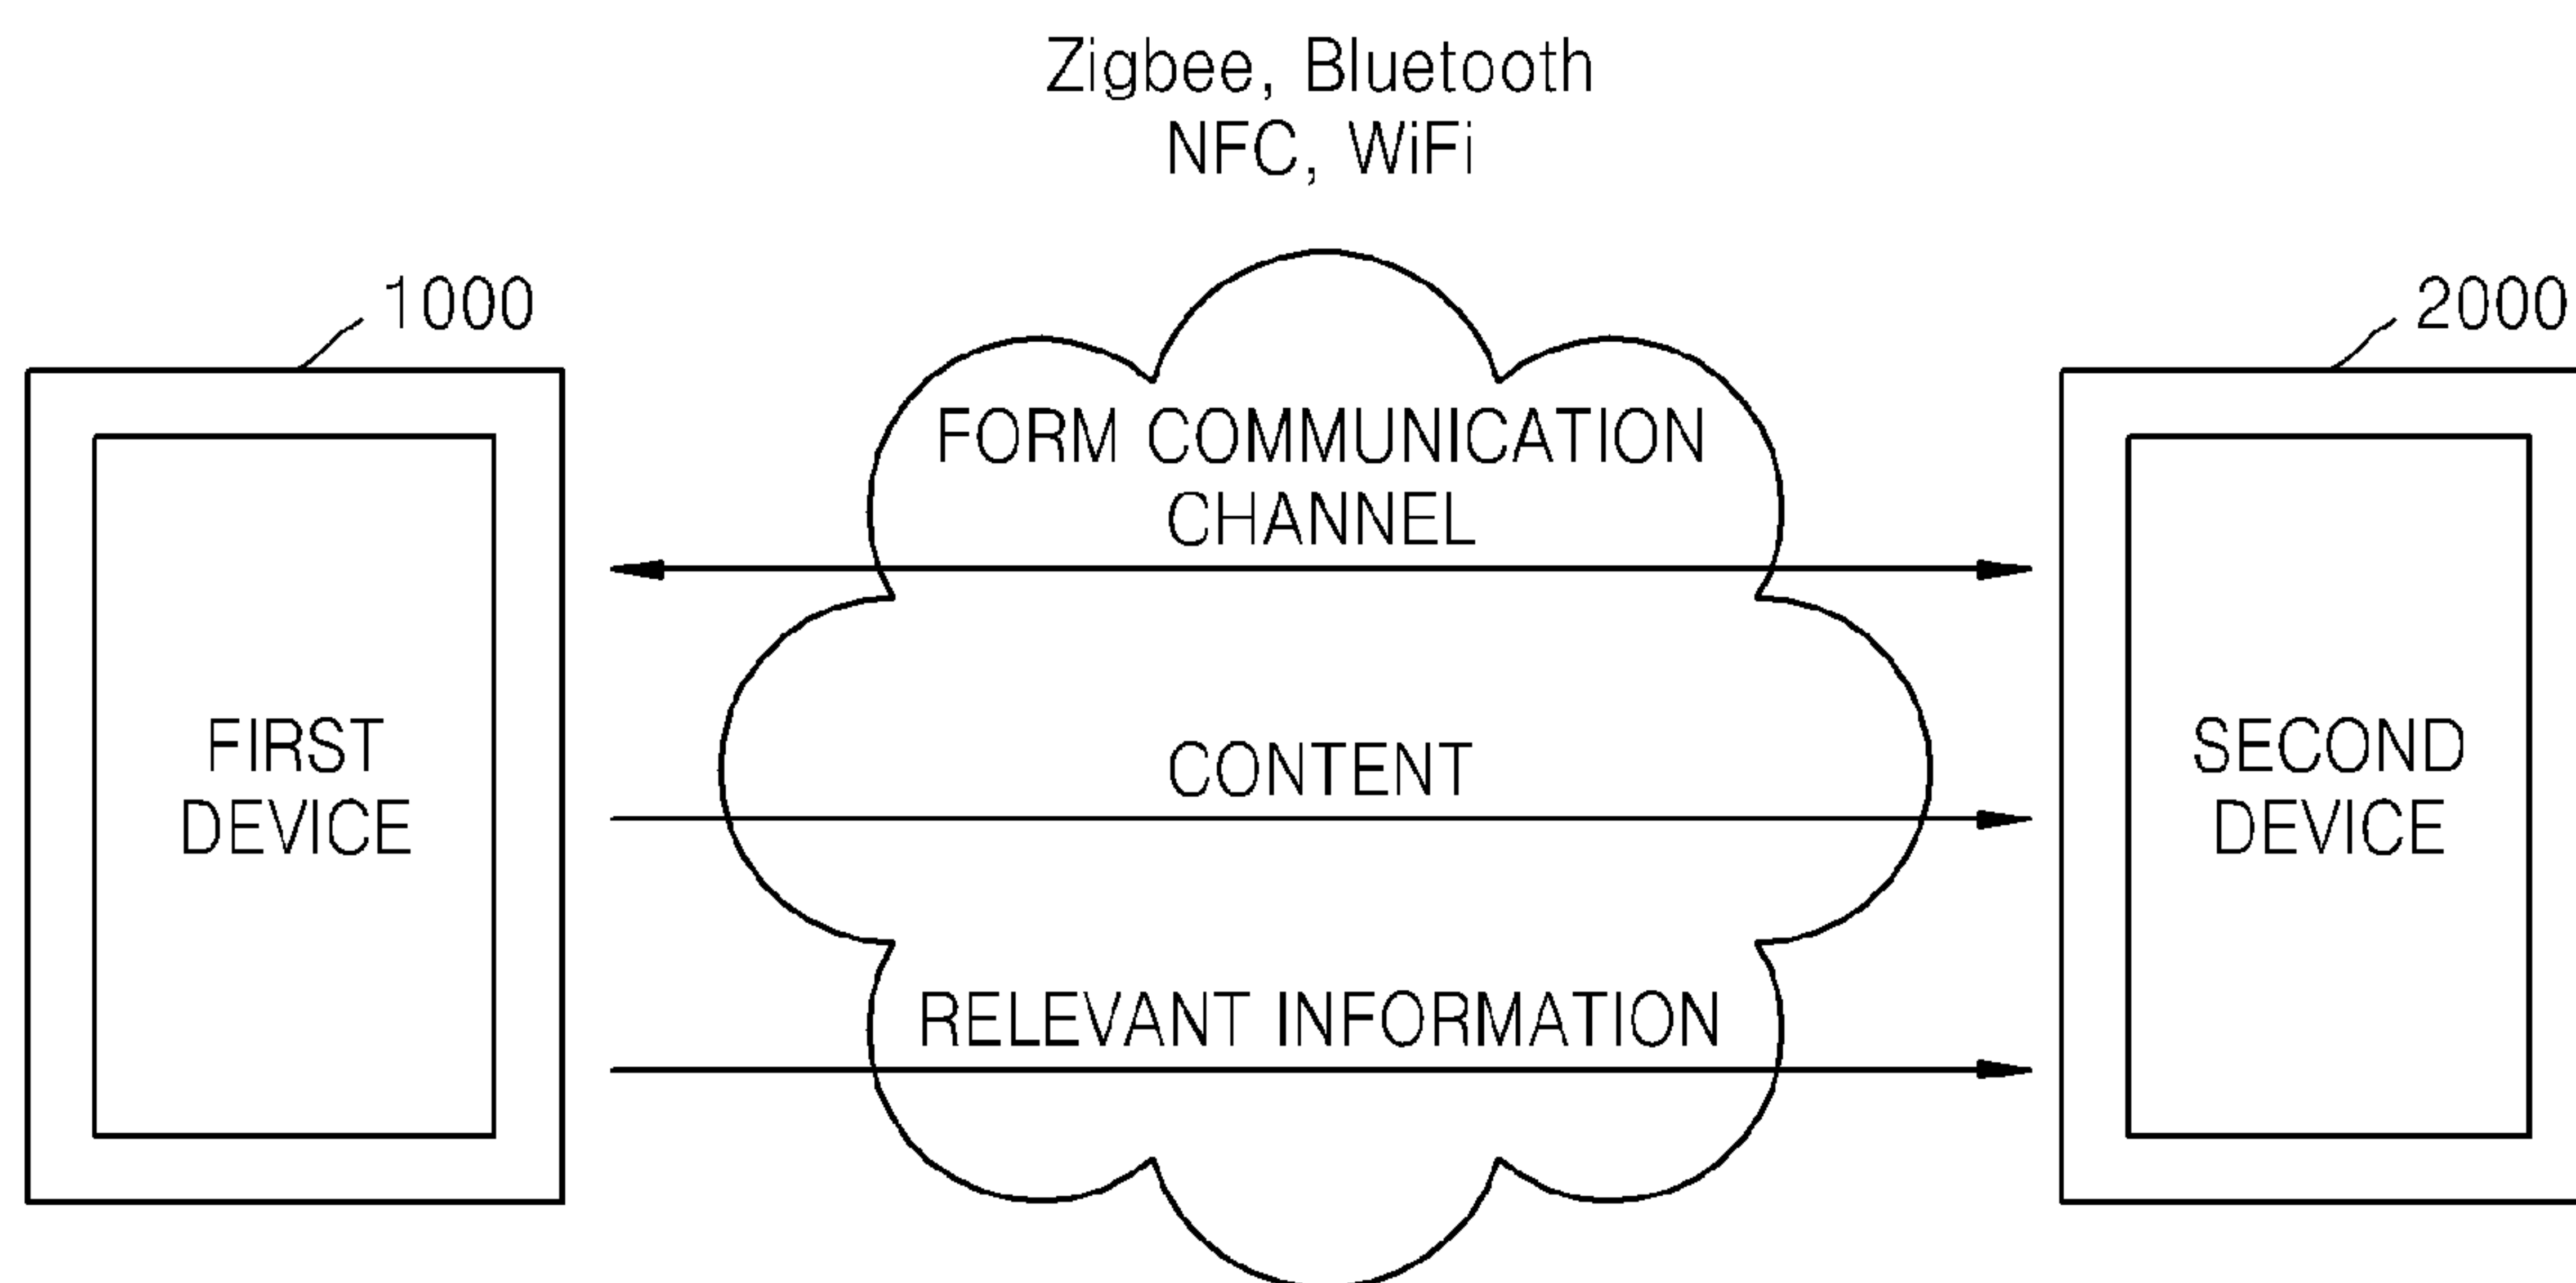 Zigbee, Bluetooth
NFC, WiFi
1000
2000
FORM COMMUNICATION
CHANNEL
FIRST
DEVICE
CONTENT
SECOND
DEVICE
RELEVANT INFORMATION